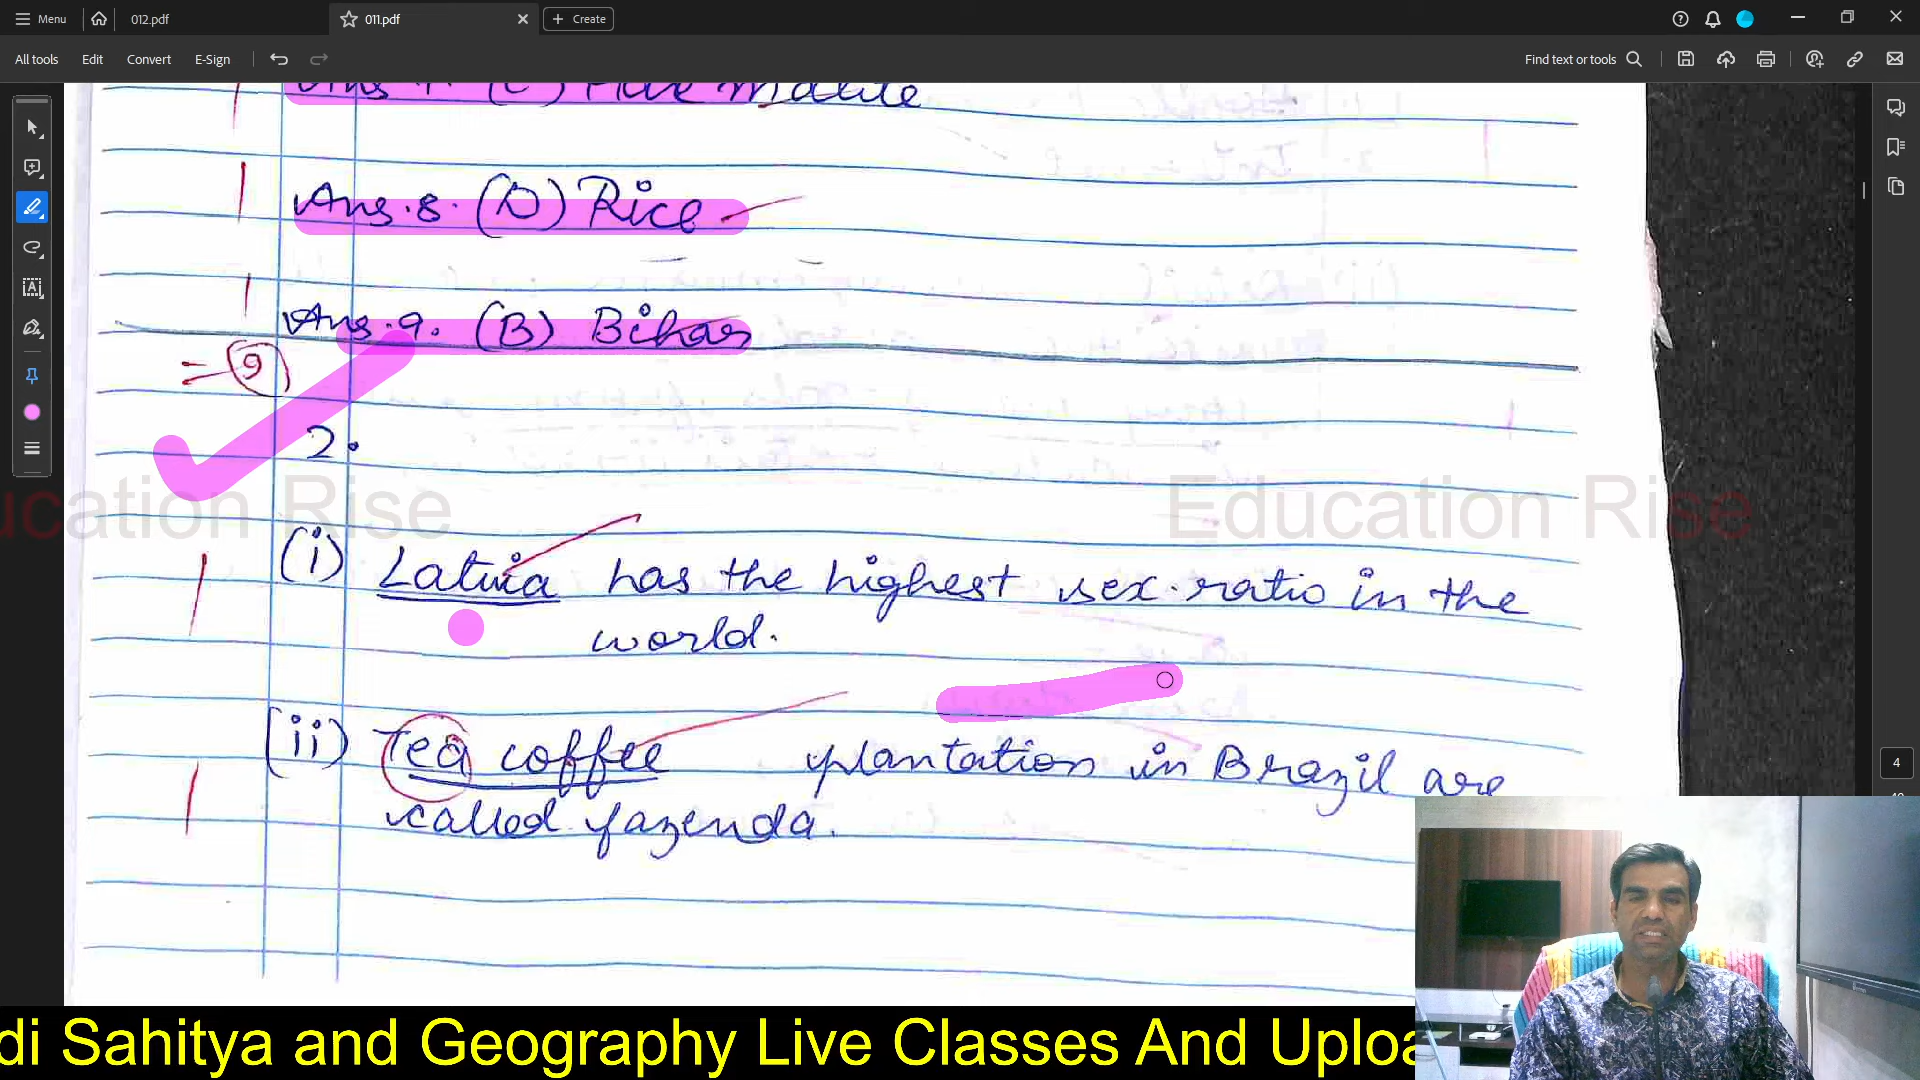 Menu
012.pdf
011.pdf
Create
All tools
Edit
Convert
E-Sign
Find text or tools
Ans.8. (D) Rice
Ans.9. (B) Bihar
= 9
2.
Education Rise
(i) Latvia has the highest sex-ratio in the
world.
(ii) Tea coffee plantation in Brazil are
called fazenda.
4
di Sahitya and Geography Live Classes And Uploa